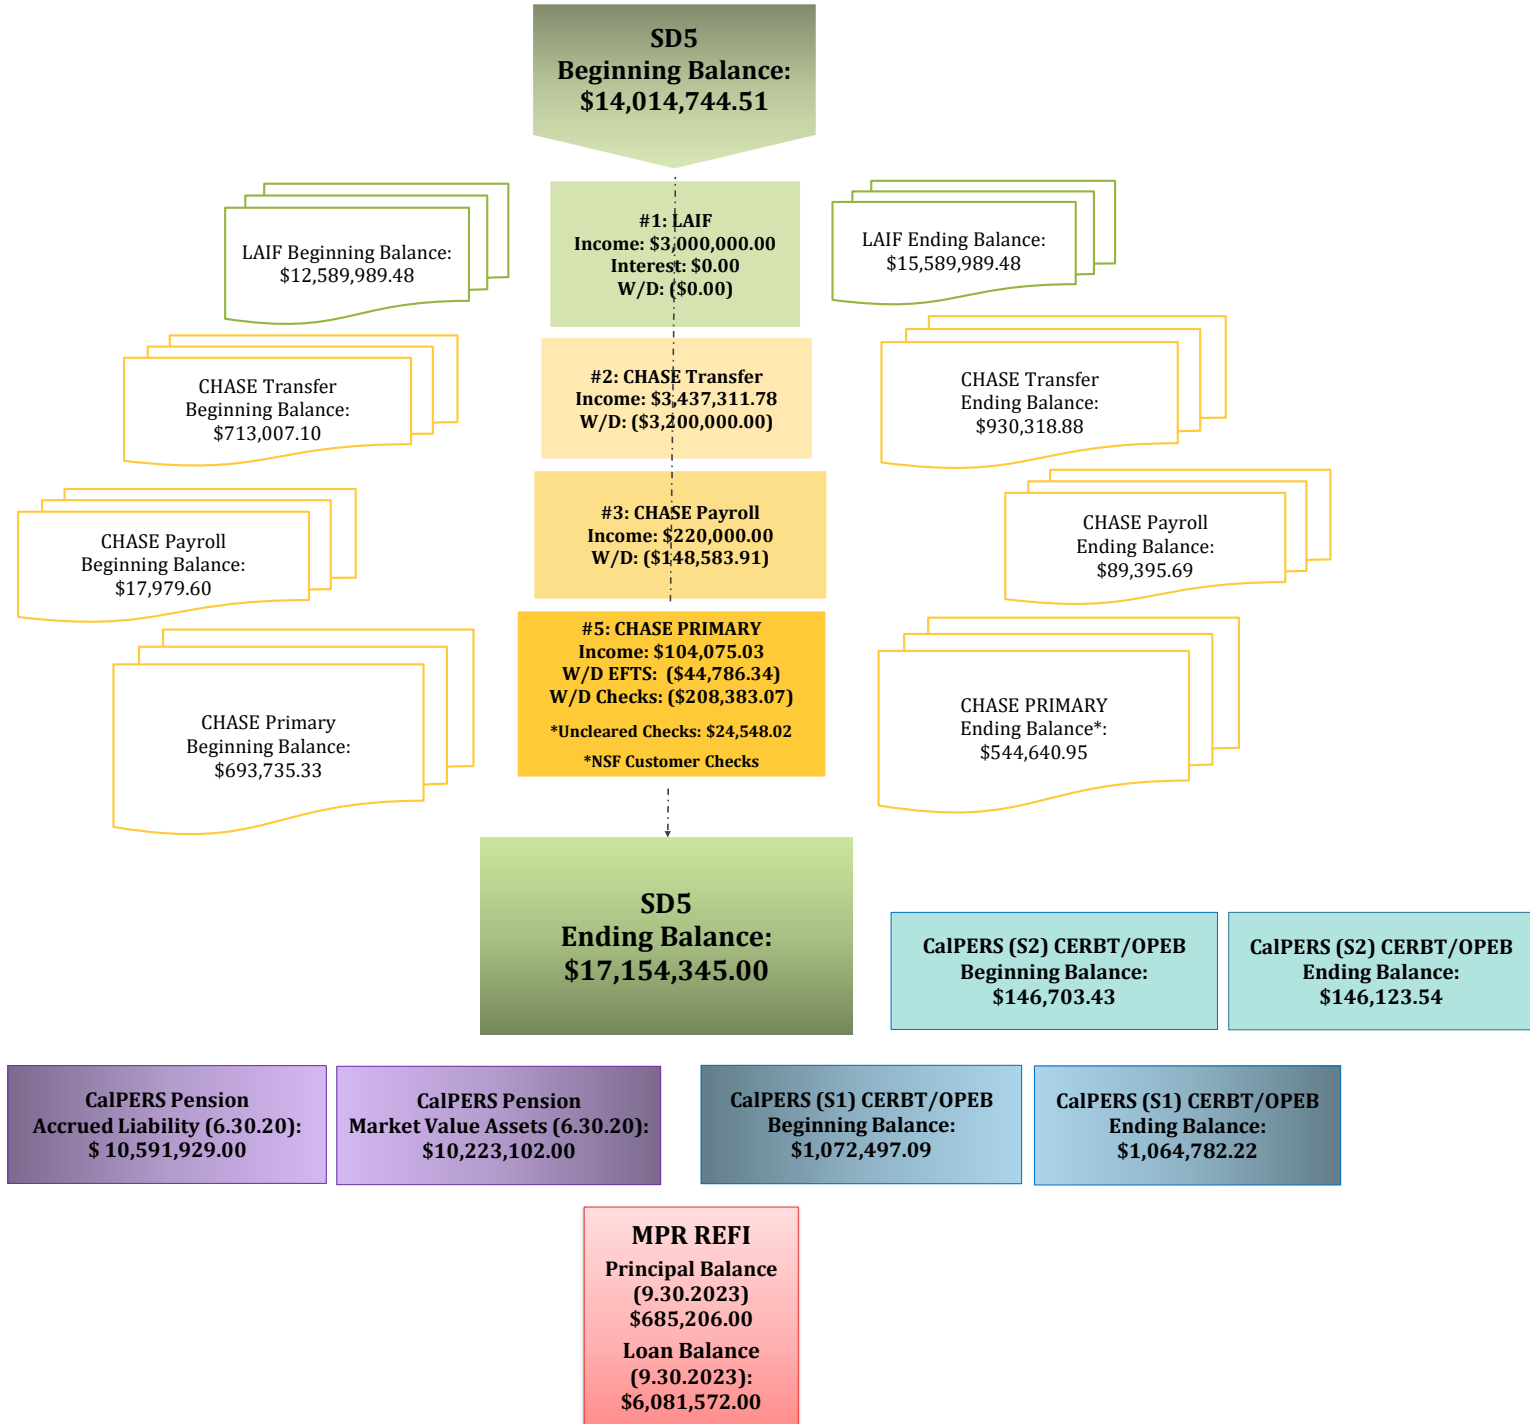 SD5
Beginning Balance:
$14,014,744.51
LAIF Beginning Balance:
$12,589,989.48
#1: LAIF
Income: $3,000,000.00
Interest: $0.00
W/D: ($0.00)
LAIF Ending Balance:
$15,589,989.48
CHASE Transfer
Beginning Balance:
$713,007.10
#2: CHASE Transfer
Income: $3,437,311.78
W/D: ($3,200,000.00)
CHASE Transfer
Ending Balance:
$930,318.88
CHASE Payroll
Beginning Balance:
$17,979.60
#3: CHASE Payroll
Income: $220,000.00
W/D: ($148,583.91)
CHASE Payroll
Ending Balance:
$89,395.69
CHASE Primary
Beginning Balance:
$693,735.33
#5: CHASE PRIMARY
Income: $104,075.03
W/D EFTS:  ($44,786.34)
W/D Checks: ($208,383.07)
*Uncleared Checks: $24,548.02
*NSF Customer Checks
CHASE PRIMARY
Ending Balance*:
$544,640.95
SD5
Ending Balance:
$17,154,345.00
CalPERS (S2) CERBT/OPEB
Beginning Balance:
$146,703.43
CalPERS (S2) CERBT/OPEB
Ending Balance:
$146,123.54
CalPERS Pension
Accrued Liability (6.30.20):
$ 10,591,929.00
CalPERS Pension
Market Value Assets (6.30.20):
$10,223,102.00
CalPERS (S1) CERBT/OPEB
Beginning Balance:
$1,072,497.09
CalPERS (S1) CERBT/OPEB
Ending Balance:
$1,064,782.22
MPR REFI
Principal Balance
(9.30.2023)
$685,206.00
Loan Balance
(9.30.2023):
$6,081,572.00